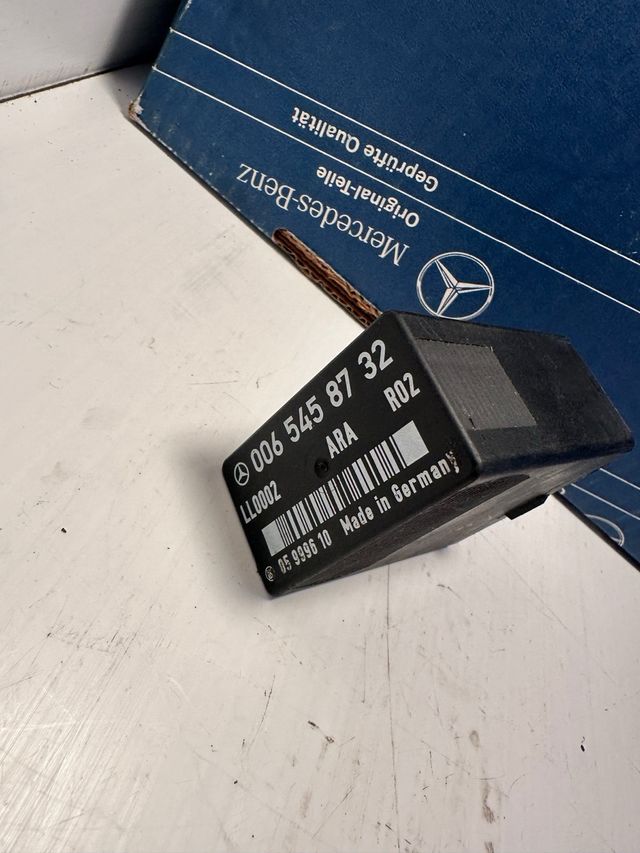 Mercedes-Benz
Original-Teile
Geprüfte Qualität
006 545 87 32
ARA R02
LL0002
05 9996 10 Made in Germany